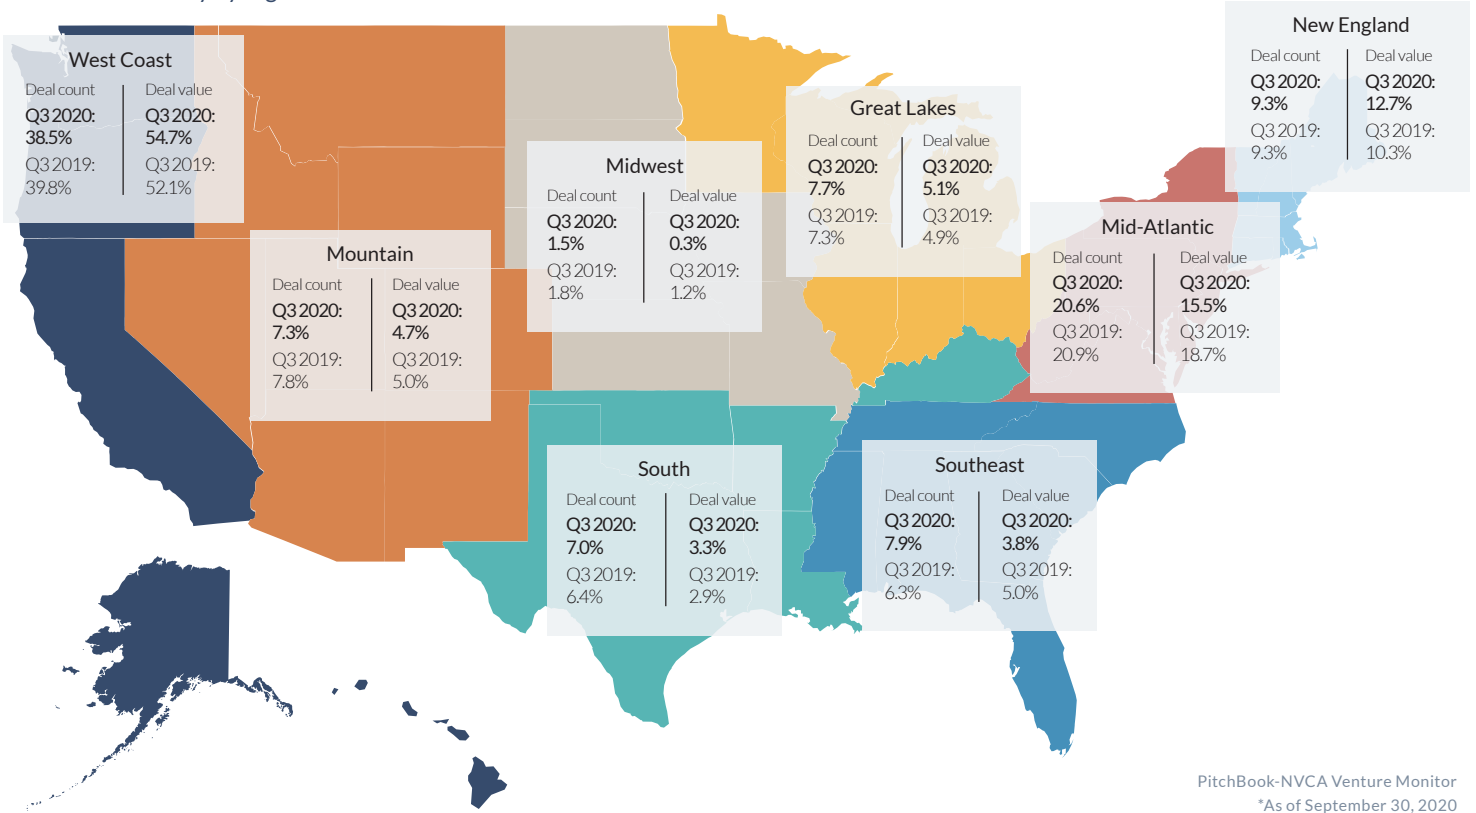 West Coast
Deal count
Q3 2020:
38.5%
Q3 2019:
39.8%
Deal value
Q3 2020:
54.7%
Q3 2019:
52.1%
Mountain
Deal count
Q3 2020:
7.3%
Q3 2019:
7.8%
Deal value
Q3 2020:
4.7%
Q3 2019:
5.0%
Midwest
Deal count
Q3 2020:
1.5%
Q3 2019:
1.8%
Deal value
Q3 2020:
0.3%
Q3 2019:
1.2%
Great Lakes
Deal count
Q3 2020:
7.7%
Q3 2019:
7.3%
Deal value
Q3 2020:
5.1%
Q3 2019:
4.9%
New England
Deal count
Q3 2020:
9.3%
Q3 2019:
9.3%
Deal value
Q3 2020:
12.7%
Q3 2019:
10.3%
Mid-Atlantic
Deal count
Q3 2020:
20.6%
Q3 2019:
20.9%
Deal value
Q3 2020:
15.5%
Q3 2019:
18.7%
South
Deal count
Q3 2020:
7.0%
Q3 2019:
6.4%
Deal value
Q3 2020:
3.3%
Q3 2019:
2.9%
Southeast
Deal count
Q3 2020:
7.9%
Q3 2019:
6.3%
Deal value
Q3 2020:
3.8%
Q3 2019:
5.0%
PitchBook-NVCA Venture Monitor
*As of September 30, 2020